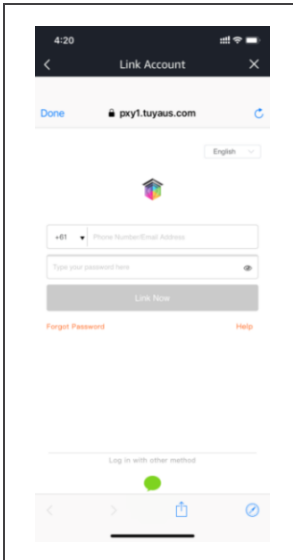 4:20
Link Account
Done pxy1.tuyaus.com
English
+61 Phone Number/Email Address
Type your password here
Link Now
Forgot Password Help
Log in with other method